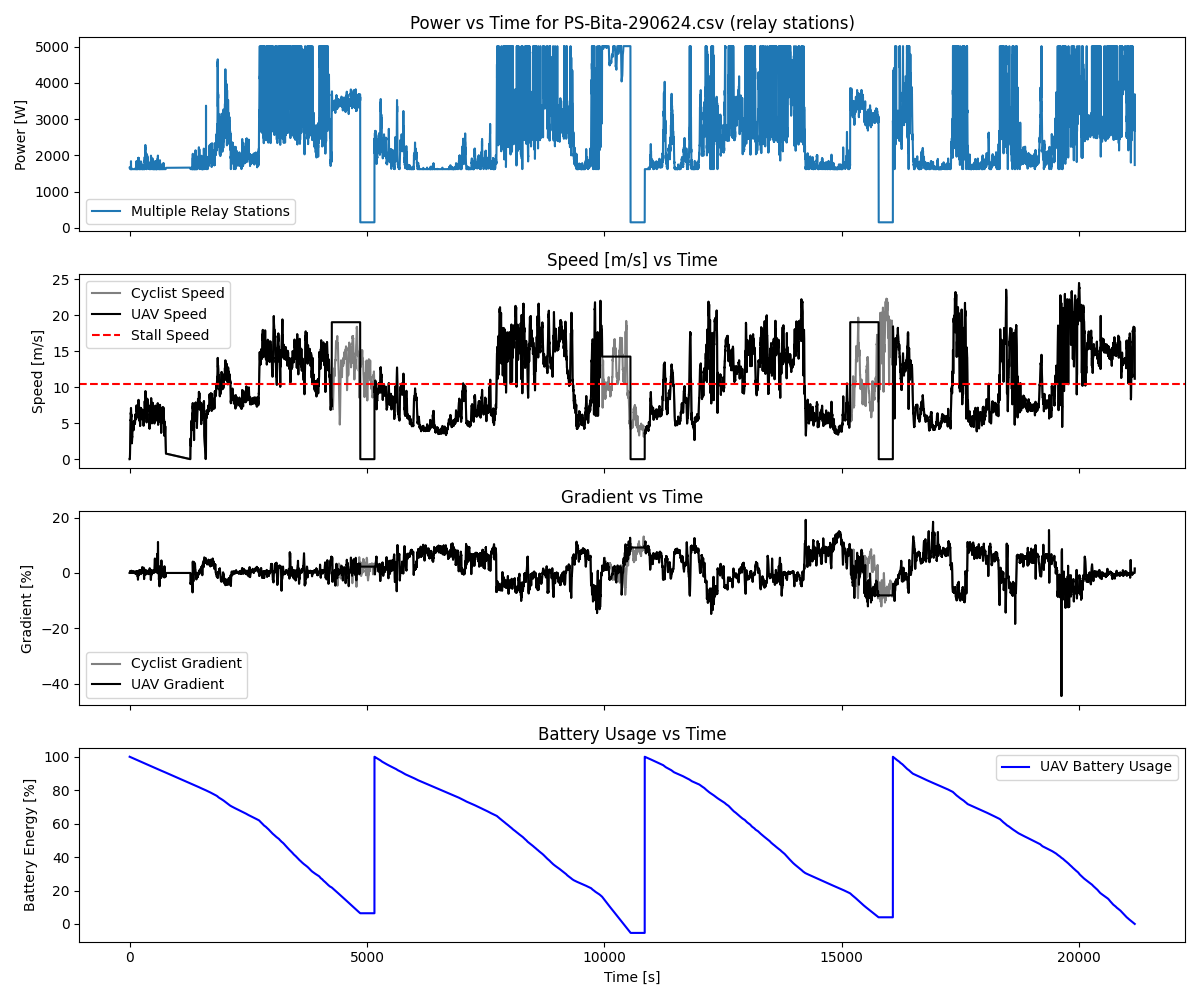 Power vs Time for PS-Bita-290624.csv (relay stations)
Power [W]
5000
4000
3000
2000
1000
0
Multiple Relay Stations
Speed [m/s] vs Time
Speed [m/s]
25
20
15
10
5
0
Cyclist Speed
UAV Speed
Stall Speed
Gradient vs Time
Gradient [%]
20
0
−20
−40
Cyclist Gradient
UAV Gradient
Battery Usage vs Time
Battery Energy [%]
100
80
60
40
20
0
UAV Battery Usage
0 5000 10000 15000 20000
Time [s]